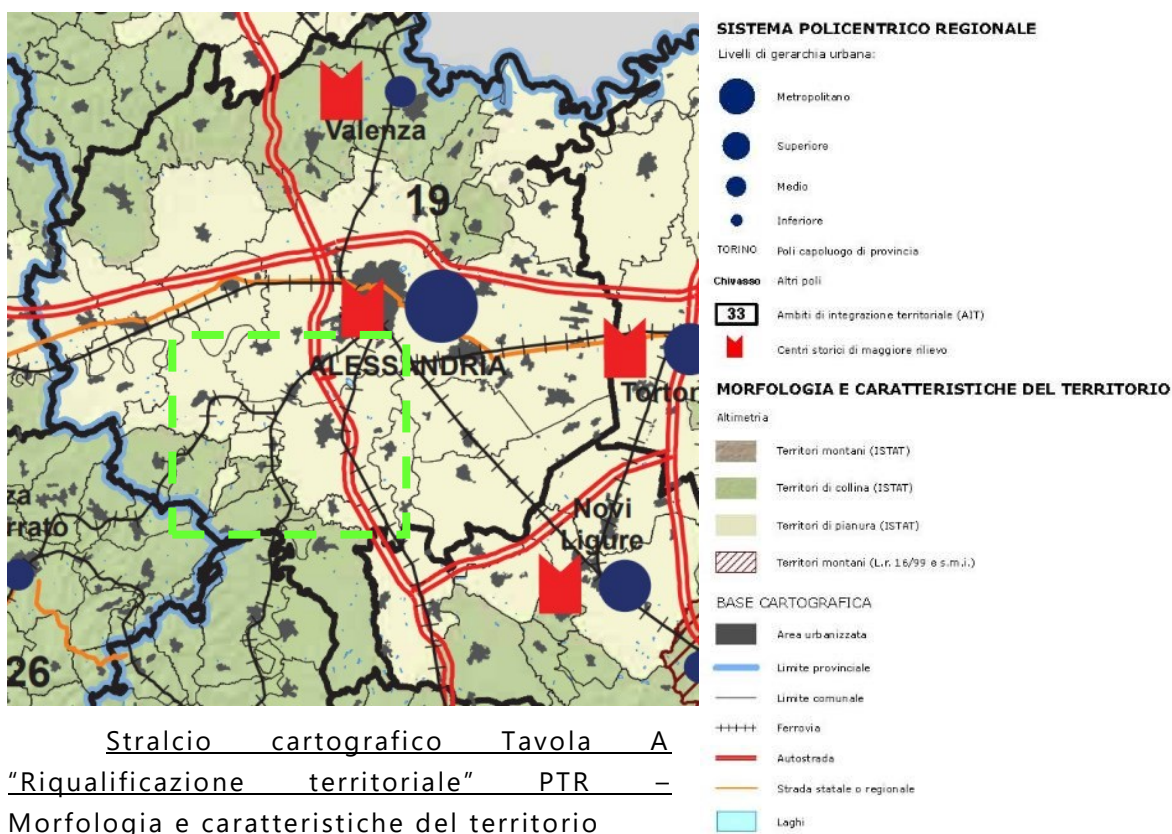 Valenza
19
ALESSANDRIA
Tortor
Novi
Ligure
za
rrato
26
Stralcio cartografico Tavola A
"Riqualificazione territoriale" PTR –
Morfologia e caratteristiche del territorio
SISTEMA POLICENTRICO REGIONALE
Livelli di gerarchia urbana:
Metropolitano
Superiore
Medio
Inferiore
TORINO Poli capoluogo di provincia
Chivasso Altri poli
33 Ambiti di integrazione territoriale (AIT)
Centri storici di maggiore rilievo
MORFOLOGIA E CARATTERISTICHE DEL TERRITORIO
Altimetria
Territori montani (ISTAT)
Territori di collina (ISTAT)
Territori di pianura (ISTAT)
Territori montani (L.r. 16/99 e s.m.i.)
BASE CARTOGRAFICA
Area urbanizzata
Limite provinciale
Limite comunale
Ferrovia
Autostrada
Strada statale o regionale
Laghi